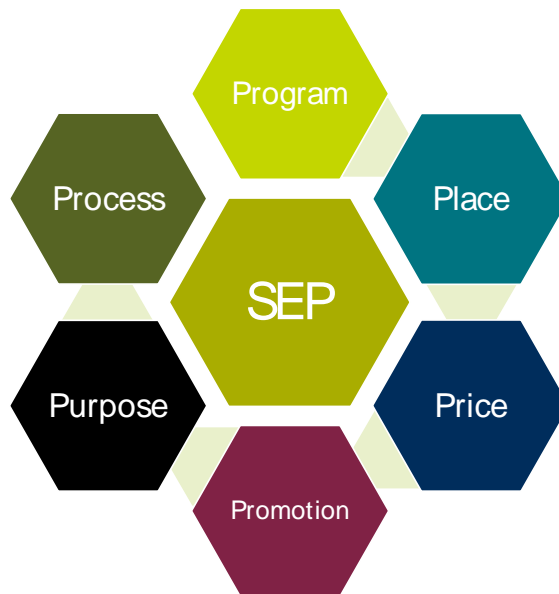 Program
Process
Place
SEP
Purpose
Price
Promotion